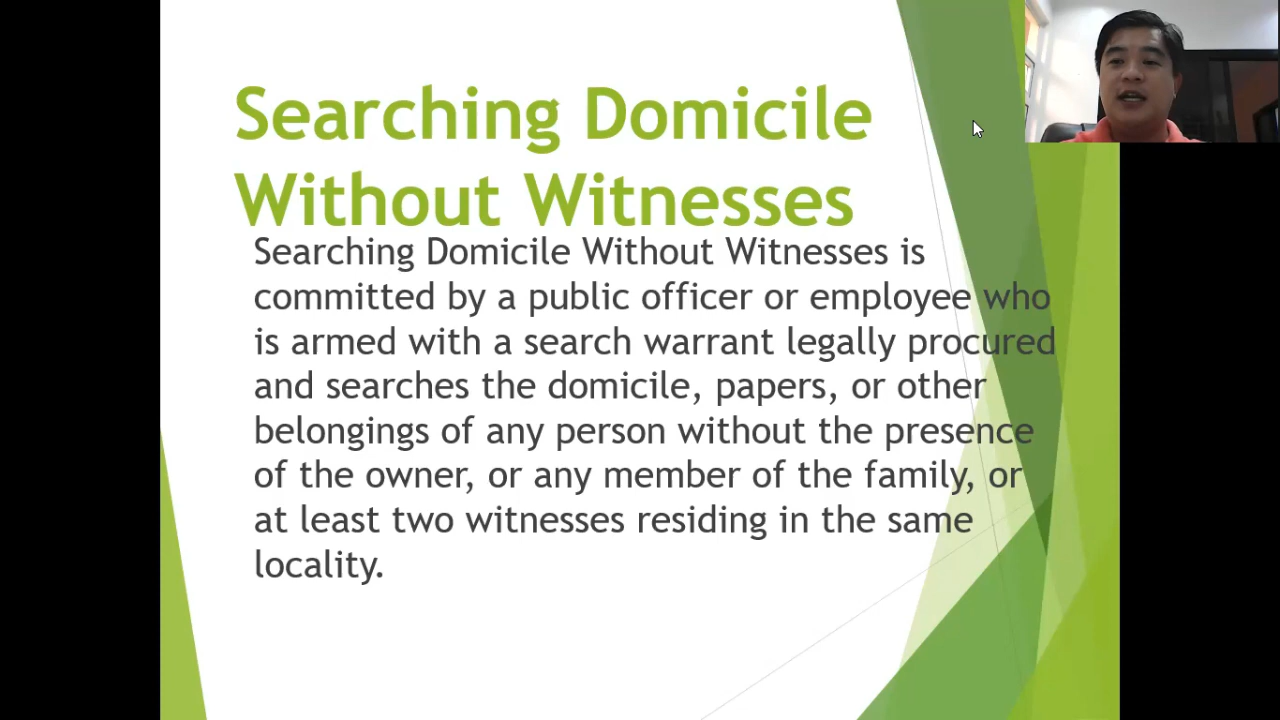 Searching Domicile
Without Witnesses
Searching Domicile Without Witnesses is
committed by a public officer or employee who
is armed with a search warrant legally procured
and searches the domicile, papers, or other
belongings of any person without the presence
of the owner, or any member of the family, or
at least two witnesses residing in the same
locality.